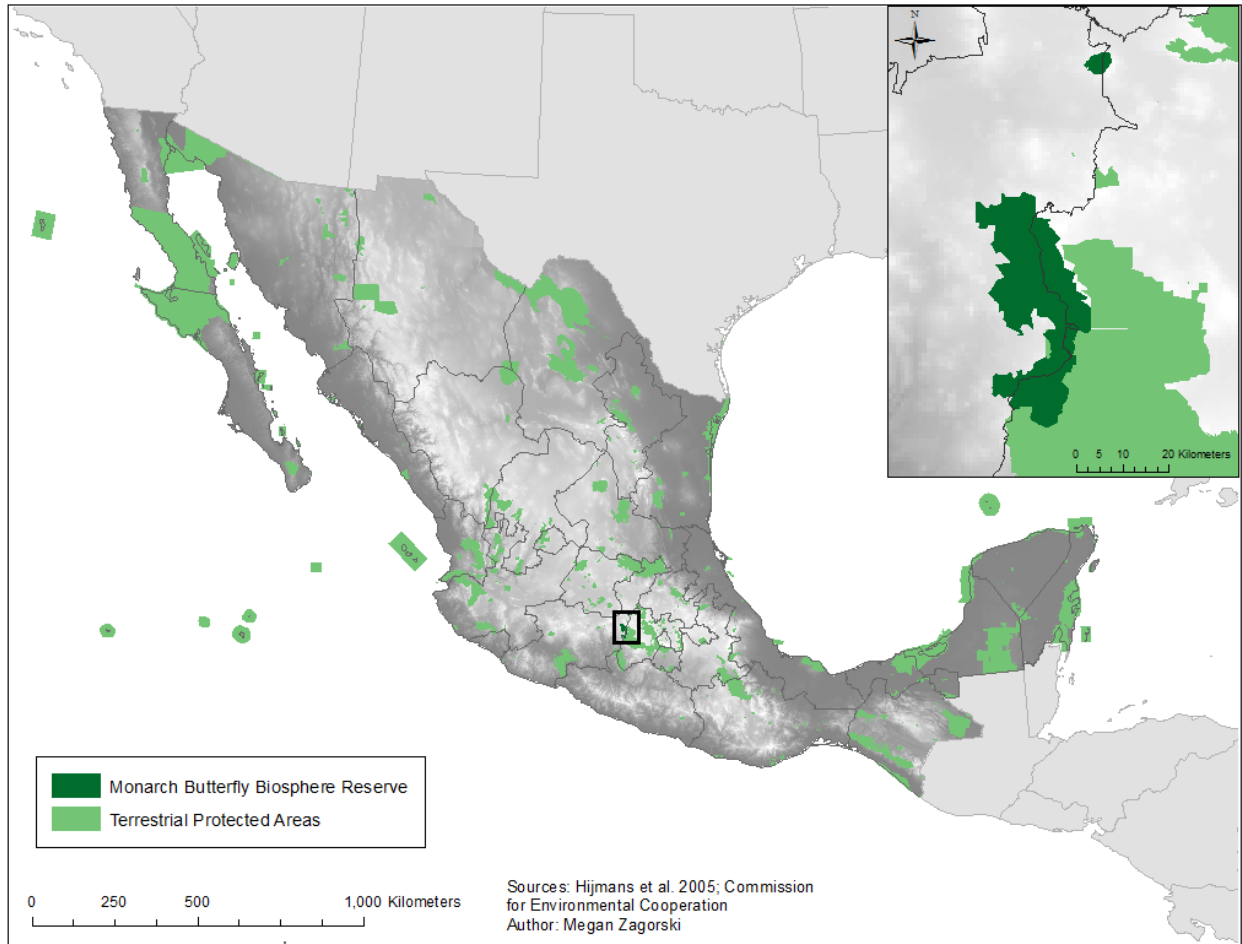 N
0 5 10 20 Kilometers
Monarch Butterfly Biosphere Reserve
Terrestrial Protected Areas
0 250 500 1,000 Kilometers
Sources: Hijmans et al. 2005; Commission
for Environmental Cooperation
Author: Megan Zagorski